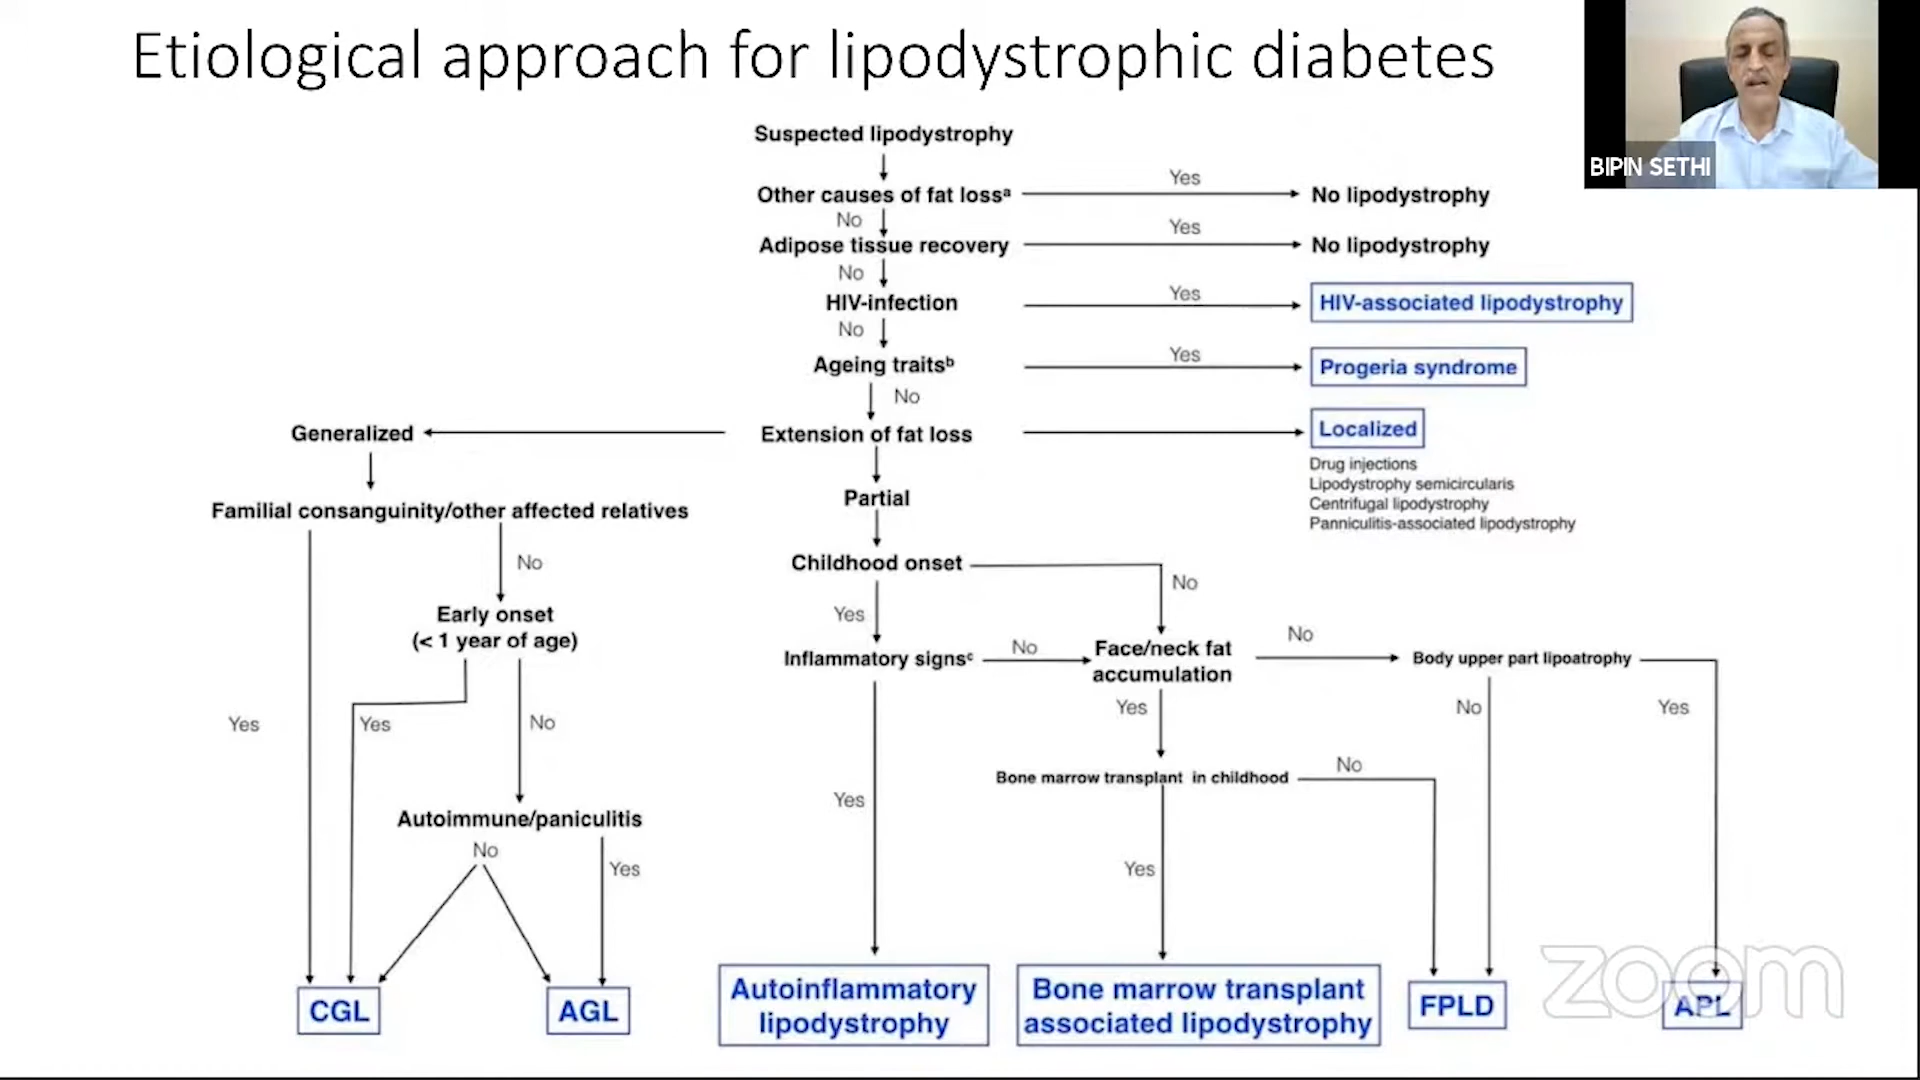 Etiological approach for lipodystrophic diabetes
BIPIN SETHI
Suspected lipodystrophy
Other causes of fat lossᵃ
Yes
No lipodystrophy
No
Adipose tissue recovery
Yes
No lipodystrophy
No
HIV-infection
Yes
HIV-associated lipodystrophy
No
Ageing traitsᵇ
Yes
Progeria syndrome
No
Generalized
Extension of fat loss
Localized
Drug injections
Lipodystrophy semicircularis
Centrifugal lipodystrophy
Panniculitis-associated lipodystrophy
Partial
Familial consanguinity/other affected relatives
No
Childhood onset
No
Yes
Early onset
(< 1 year of age)
Inflammatory signsᶜ
No
Face/neck fat
accumulation
No
Body upper part lipoatrophy
Yes
Yes
No
Yes
No
Yes
Bone marrow transplant in childhood
No
Yes
Autoimmune/paniculitis
No
Yes
Yes
CGL
AGL
Autoinflammatory
lipodystrophy
Bone marrow transplant
associated lipodystrophy
FPLD
APL
zoom